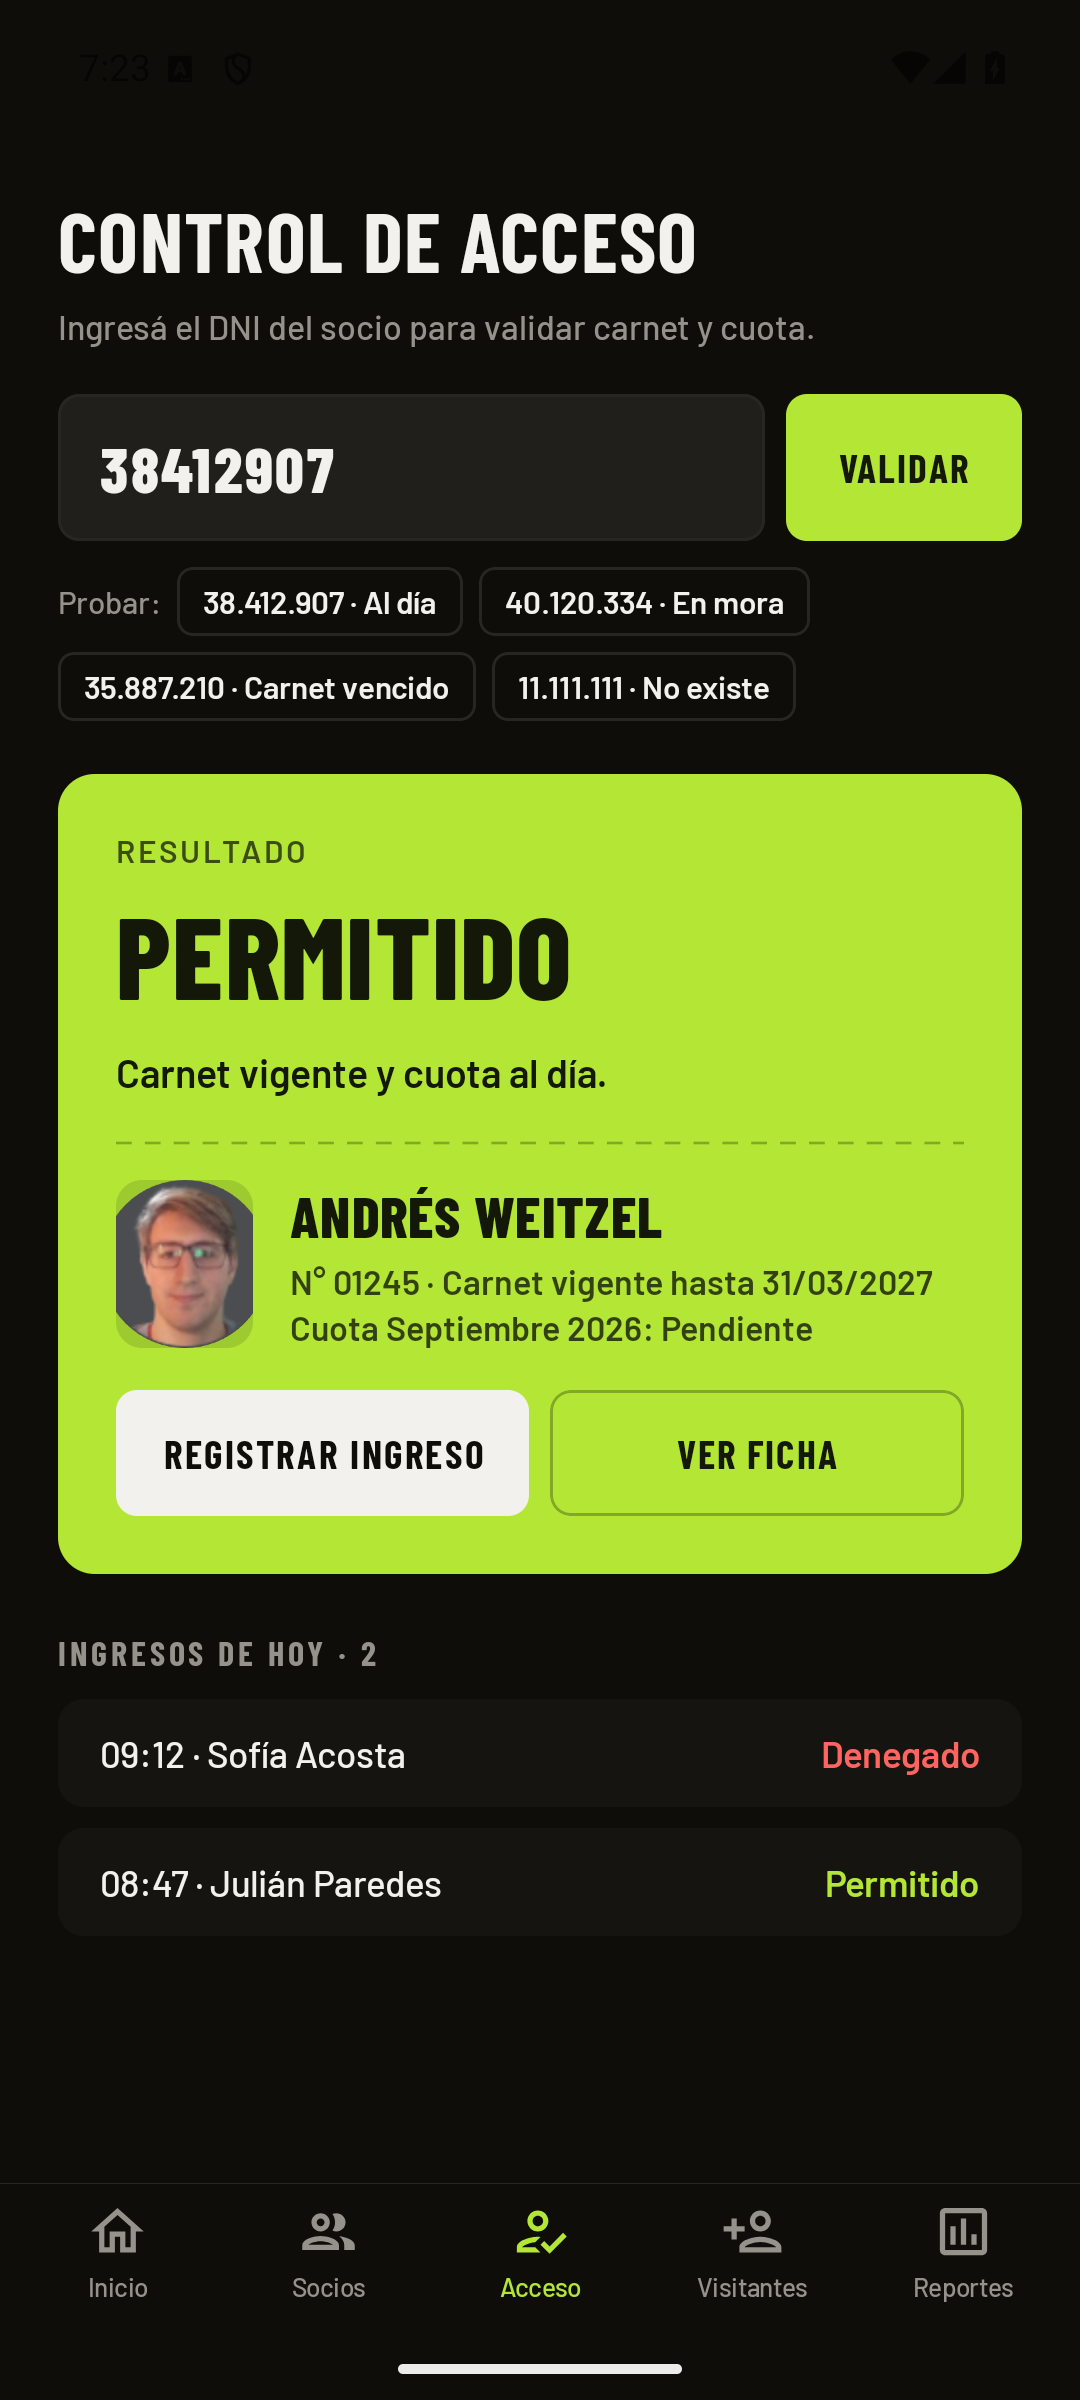 7:23
CONTROL DE ACCESO
Ingresá el DNI del socio para validar carnet y cuota.
38412907
VALIDAR
Probar:
38.412.907 · Al día
40.120.334 · En mora
35.887.210 · Carnet vencido
11.111.111 · No existe
RESULTADO
PERMITIDO
Carnet vigente y cuota al día.
ANDRÉS WEITZEL
N° 01245 · Carnet vigente hasta 31/03/2027
Cuota Septiembre 2026: Pendiente
REGISTRAR INGRESO
VER FICHA
INGRESOS DE HOY · 2
09:12 · Sofía Acosta
Denegado
08:47 · Julián Paredes
Permitido
Inicio
Socios
Acceso
Visitantes
Reportes